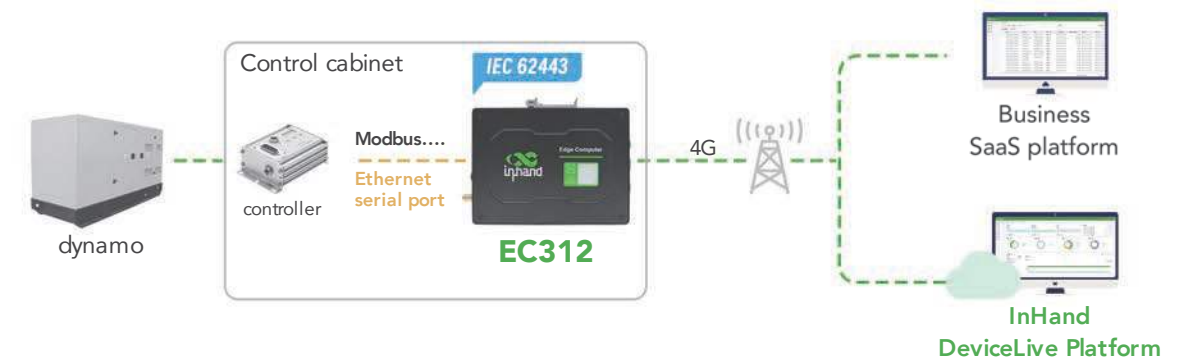 Control cabinet
IEC 62443
dynamo
controller
Modbus....
Ethernet
serial port
Edge Computer
inhand
EC312
4G
Business
SaaS platform
InHand
DeviceLive Platform